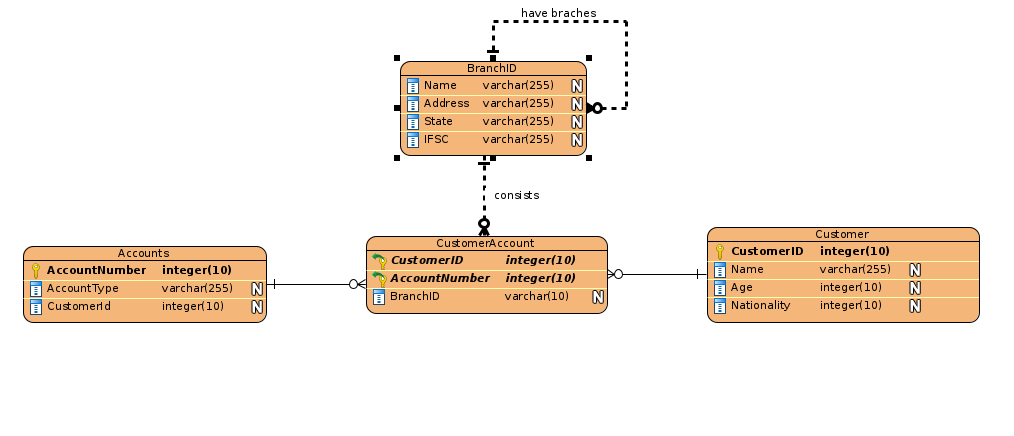 have braches
BranchID
Name varchar(255) N
Address varchar(255) N
State varchar(255) N
IFSC varchar(255) N
consists
Accounts
AccountNumber integer(10)
AccountType varchar(255) N
CustomerId integer(10) N
CustomerAccount
CustomerID integer(10)
AccountNumber integer(10)
BranchID varchar(10) N
Customer
CustomerID integer(10)
Name varchar(255) N
Age integer(10) N
Nationality integer(10) N